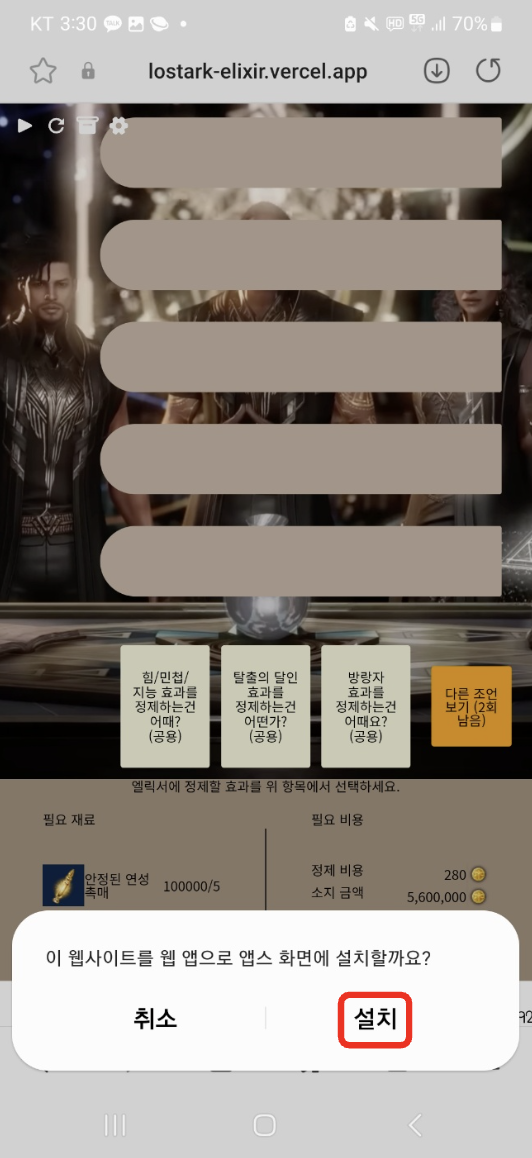 KT 3:30
HD 5G 70%
lostark-elixir.vercel.app
힘/민첩/
지능 효과를
정제하는건
어때?
(공용)
탈출의 달인
효과를
정제하는건
어떤가?
(공용)
방랑자
효과를
정제하는건
어때요?
(공용)
다른 조언
보기 (2회
남음)
엘릭서에 정제할 효과를 위 항목에서 선택하세요.
필요 재료
필요 비용
안정된 연성
촉매
100000/5
정제 비용 280
소지 금액 5,600,000
이 웹사이트를 웹 앱으로 앱스 화면에 설치할까요?
취소
설치